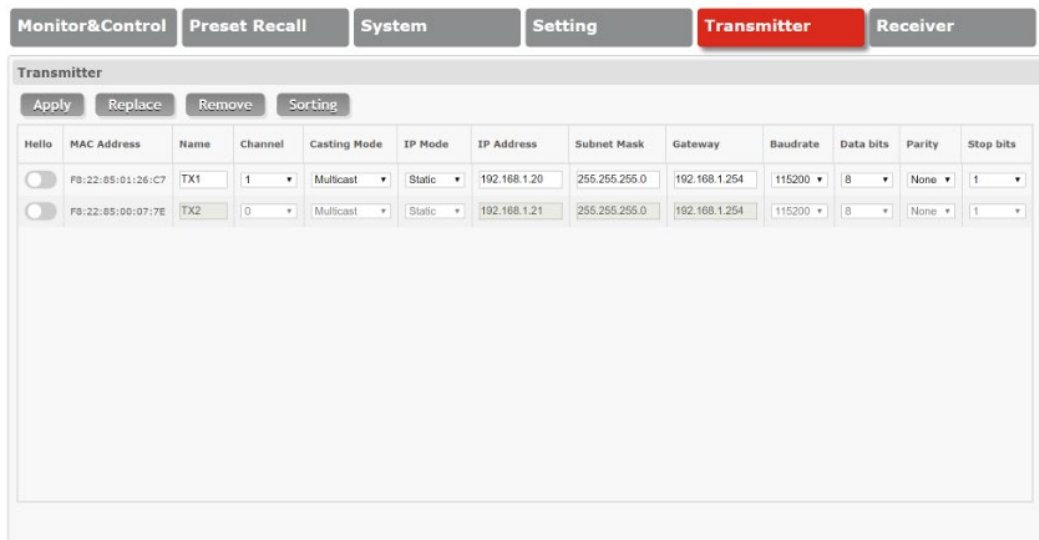 Monitor&Control Preset Recall System Setting Transmitter Receiver
Transmitter
Apply Replace Remove Sorting
Hello MAC Address Name Channel Casting Mode IP Mode IP Address Subnet Mask Gateway Baudrate Data bits Parity Stop bits
F8:22:85:01:26:C7 TX1 1 Multicast Static 192.168.1.20 255.255.255.0 192.168.1.254 115200 8 None 1
F8:22:85:00:07:7E TX2 0 Multicast Static 192.168.1.21 255.255.255.0 192.168.1.254 115200 8 None 1